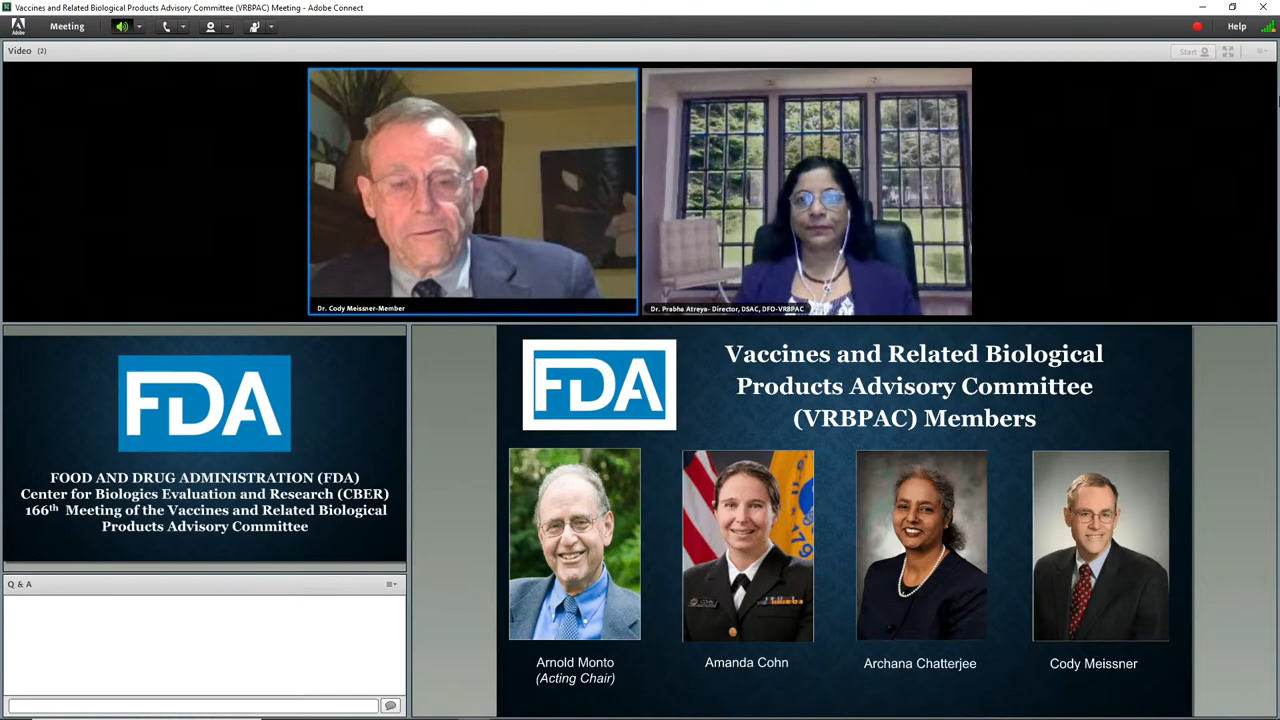 Vaccines and Related Biological Products Advisory Committee (VRBPAC) Meeting - Adobe Connect
Adobe
Meeting
Help
Video (2)
Start
Dr. Cody Meissner-Member
Dr. Prabha Atreya- Director, DSAC, DFO-VRBPAC
FDA
FOOD AND DRUG ADMINISTRATION (FDA)
Center for Biologics Evaluation and Research (CBER)
166th Meeting of the Vaccines and Related Biological
Products Advisory Committee
Q & A
FDA
Vaccines and Related Biological
Products Advisory Committee
(VRBPAC) Members
Arnold Monto
(Acting Chair)
Amanda Cohn
Archana Chatterjee
Cody Meissner